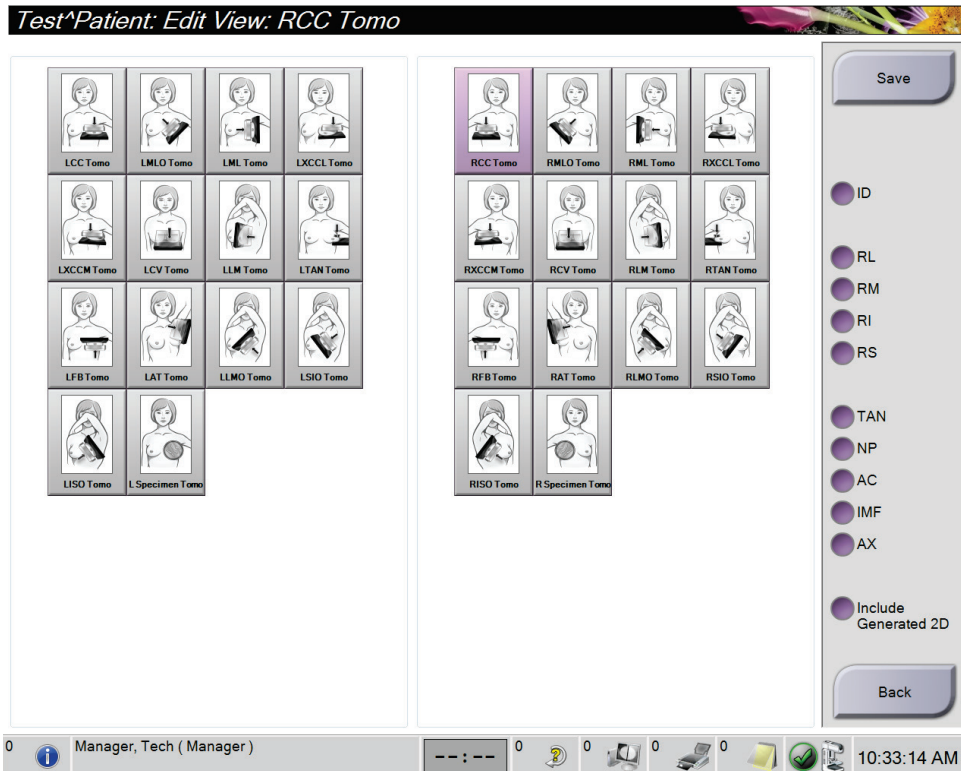 Test^Patient: Edit View: RCC Tomo
LCC Tomo LMLO Tomo LML Tomo LXCCL Tomo
LXCCM Tomo LCV Tomo LLM Tomo LTAN Tomo
LFB Tomo LAT Tomo LLMO Tomo LSIO Tomo
LISO Tomo L Specimen Tomo
RCC Tomo RMLO Tomo RML Tomo RXCCL Tomo
RXCCM Tomo RCV Tomo RLM Tomo RTAN Tomo
RFB Tomo RAT Tomo RLMO Tomo RSIO Tomo
RISO Tomo R Specimen Tomo
Save
ID
RL
RM
RI
RS
TAN
NP
AC
IMF
AX
Include
Generated 2D
Back
0 Manager, Tech ( Manager ) --:-- 0 0 0 0 10:33:14 AM